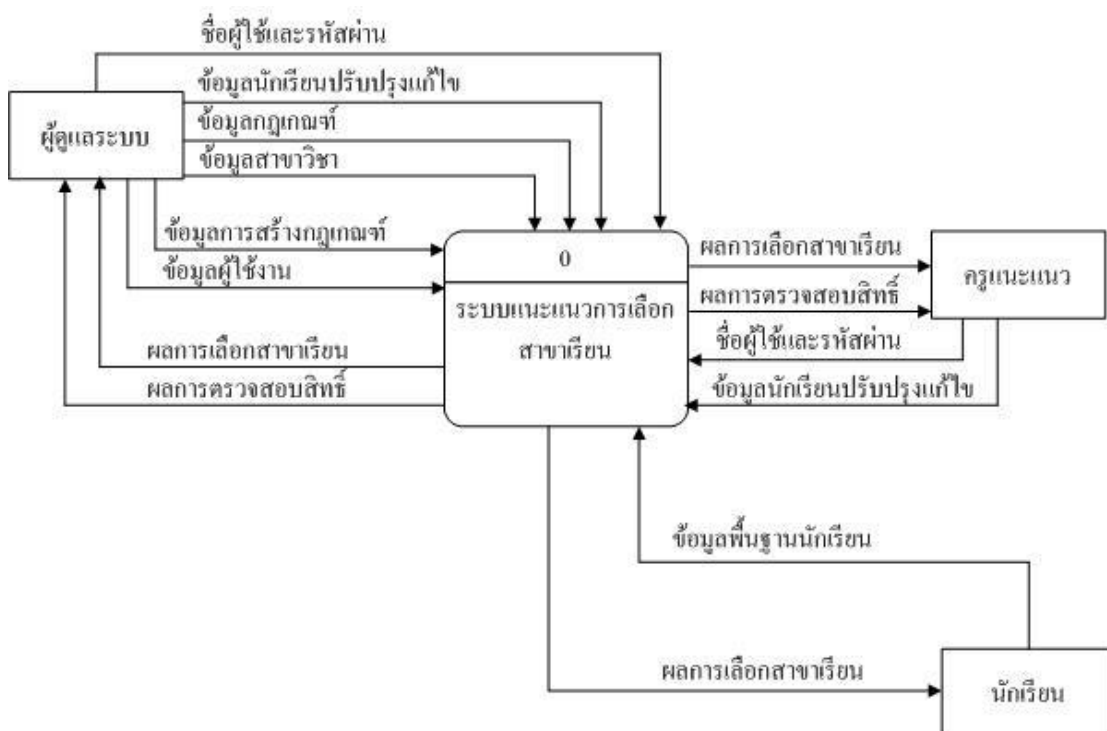 ชื่อผู้ใช้และรหัสผ่าน
ข้อมูลนักเรียนปรับปรุงแก้ไข
ผู้ดูแลระบบ
ข้อมูลกฎเกณฑ์
ข้อมูลสาขาวิชา
ข้อมูลการสร้างกฎเกณฑ์
ข้อมูลผู้ใช้งาน
ผลการเลือกสาขาเรียน
ผลการตรวจสอบสิทธิ์
0
ระบบแนะแนวการเลือก
สาขาเรียน
ผลการเลือกสาขาเรียน
ครูแนะแนว
ผลการตรวจสอบสิทธิ์
ชื่อผู้ใช้และรหัสผ่าน
ข้อมูลนักเรียนปรับปรุงแก้ไข
ข้อมูลพื้นฐานนักเรียน
ผลการเลือกสาขาเรียน
นักเรียน